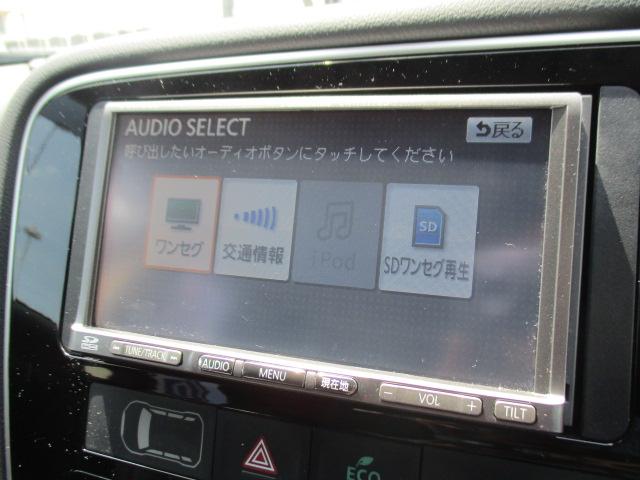 AUDIO SELECT
戻る
呼び出したいオーディオボタンにタッチしてください
ワンセグ
交通情報
iPod
SD
SDワンセグ再生
TUNE/TRACK
AUDIO
MENU
現在地
− VOL +
TILT
ECO